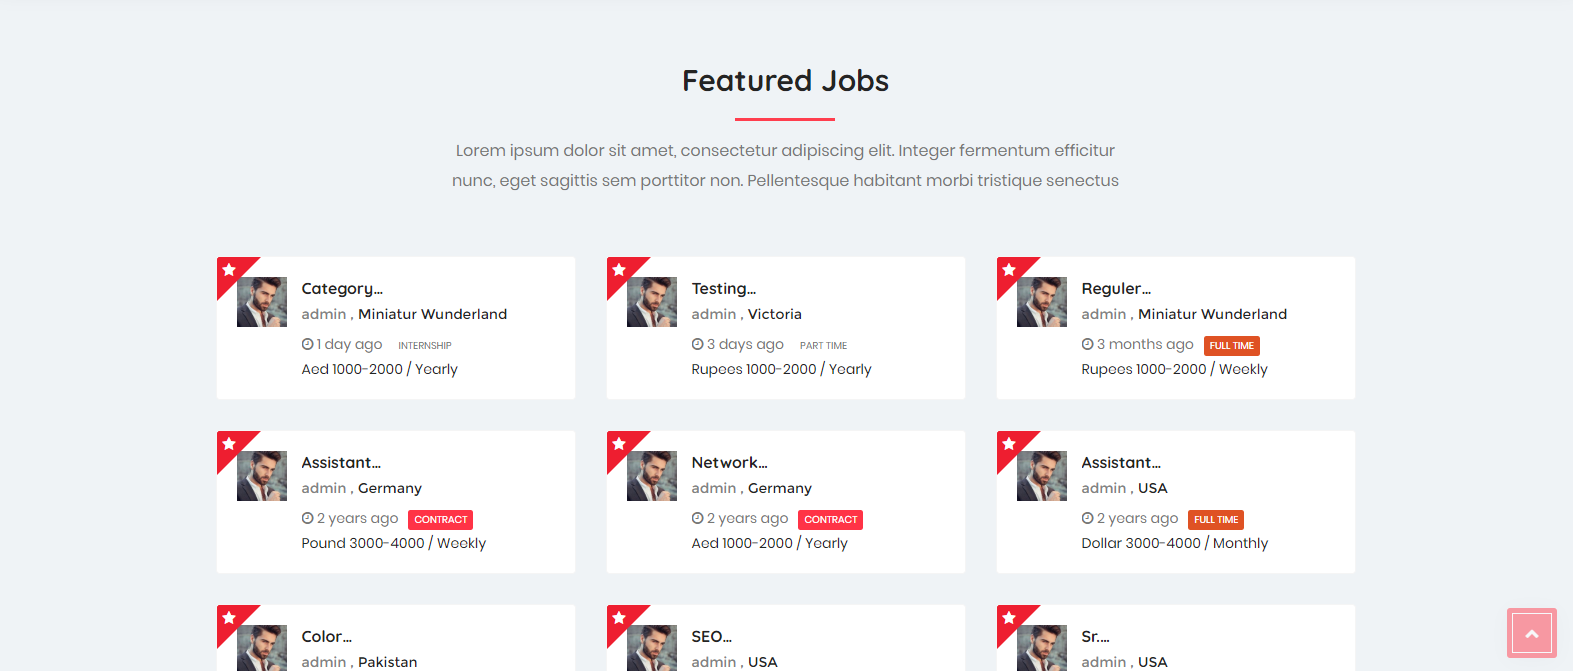 Featured Jobs
Lorem ipsum dolor sit amet, consectetur adipiscing elit. Integer fermentum efficitur
nunc, eget sagittis sem porttitor non. Pellentesque habitant morbi tristique senectus
Category...
admin , Miniatur Wunderland
1 day ago INTERNSHIP
Aed 1000-2000 / Yearly
Testing...
admin , Victoria
3 days ago PART TIME
Rupees 1000-2000 / Yearly
Reguler...
admin , Miniatur Wunderland
3 months ago FULL TIME
Rupees 1000-2000 / Weekly
Assistant...
admin , Germany
2 years ago CONTRACT
Pound 3000-4000 / Weekly
Network...
admin , Germany
2 years ago CONTRACT
Aed 1000-2000 / Yearly
Assistant...
admin , USA
2 years ago FULL TIME
Dollar 3000-4000 / Monthly
Color...
admin , Pakistan
SEO...
admin , USA
Sr....
admin , USA